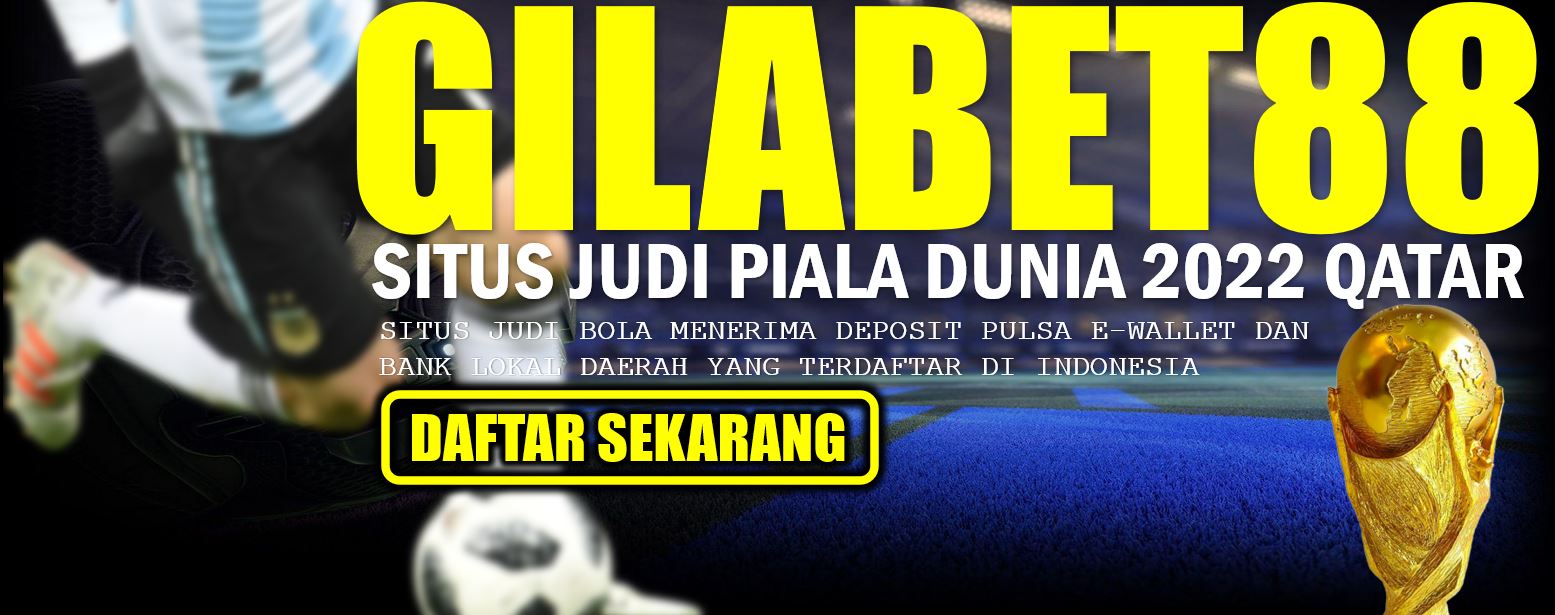 GILABET88
SITUS JUDI PIALA DUNIA 2022 QATAR
SITUS JUDI BOLA MENERIMA DEPOSIT PULSA E-WALLET DAN
BANK LOKAL DAERAH YANG TERDAFTAR DI INDONESIA
DAFTAR SEKARANG